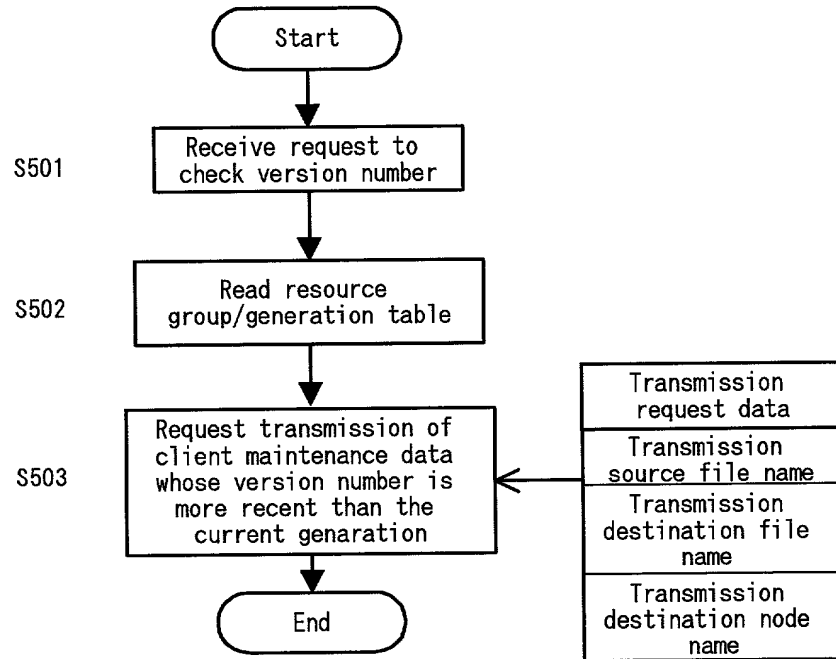 Start
S501
Receive request to
check version number
S502
Read resource
group/generation table
S503
Request transmission of
client maintenance data
whose version number is
more recent than the
current genaration
Transmission
request data
Transmission
source file name
Transmission
destination file
name
Transmission
destination node
name
End